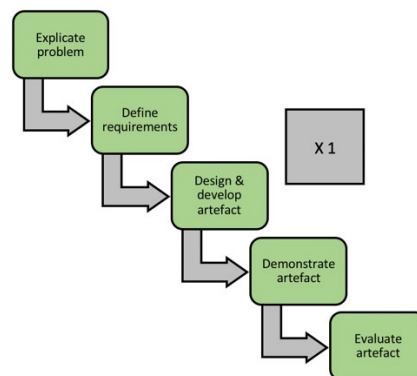 Explicate
problem
Define
requirements
X 1
Design &
develop
artefact
Demonstrate
artefact
Evaluate
artefact